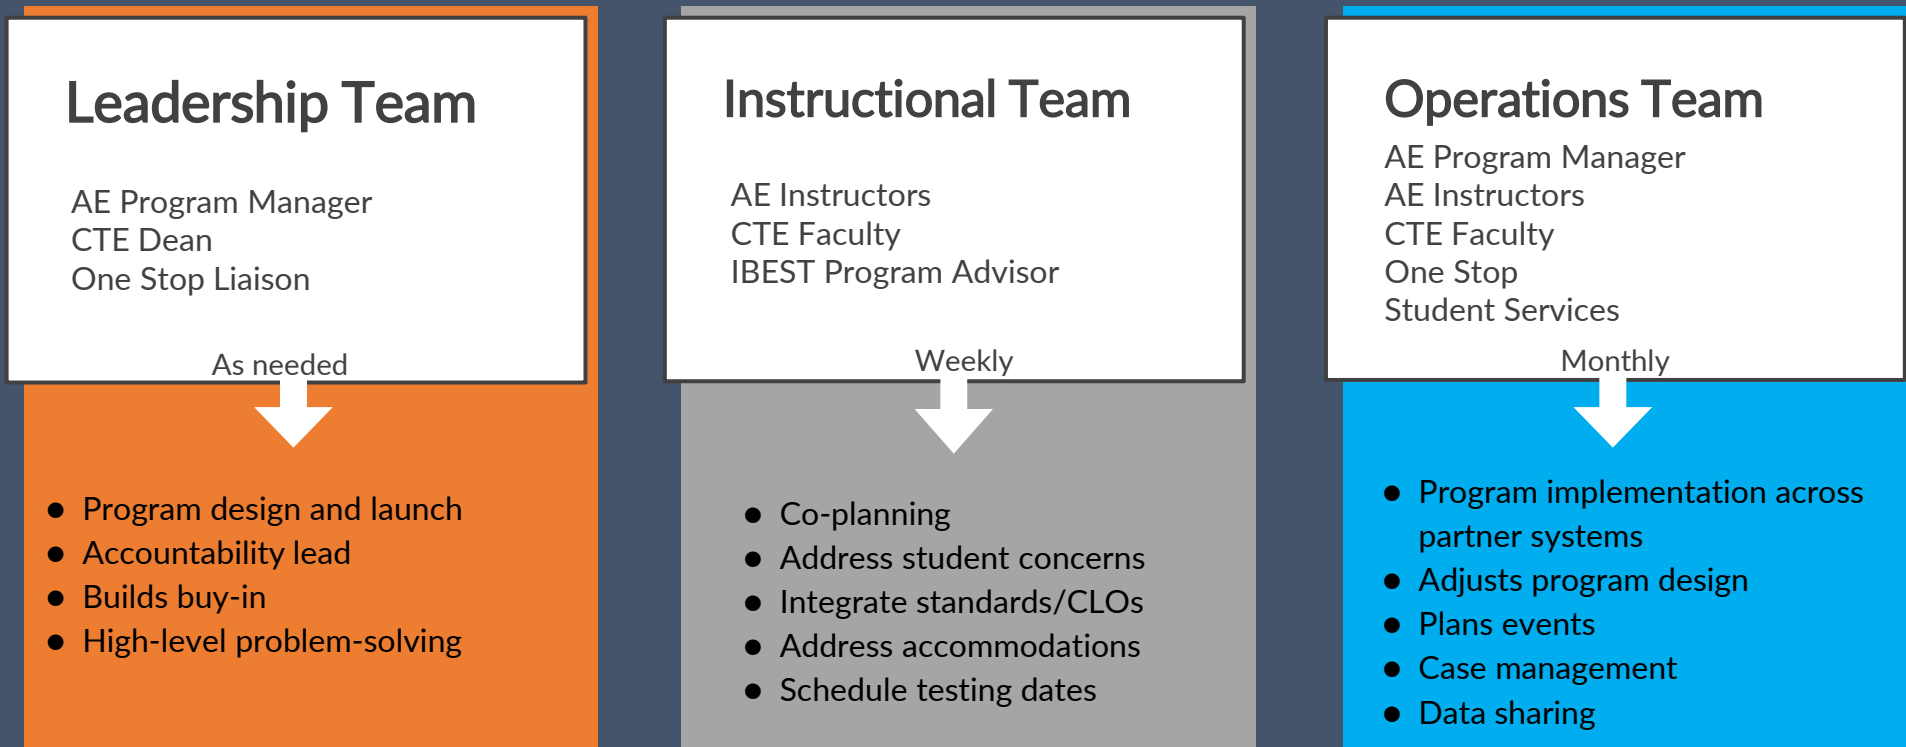 Leadership Team
AE Program Manager
CTE Dean
One Stop Liaison
As needed
● Program design and launch
● Accountability lead
● Builds buy-in
● High-level problem-solving
Instructional Team
AE Instructors
CTE Faculty
IBEST Program Advisor
Weekly
● Co-planning
● Address student concerns
● Integrate standards/CLOs
● Address accommodations
● Schedule testing dates
Operations Team
AE Program Manager
AE Instructors
CTE Faculty
One Stop
Student Services
Monthly
● Program implementation across
partner systems
● Adjusts program design
● Plans events
● Case management
● Data sharing